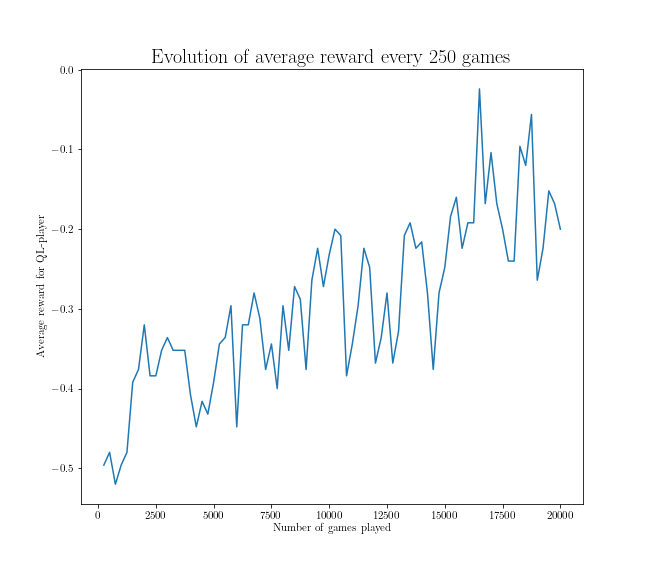 Evolution of average reward every 250 games
Average reward for QL-player
0.0
−0.1
−0.2
−0.3
−0.4
−0.5
0 2500 5000 7500 10000 12500 15000 17500 20000
Number of games played